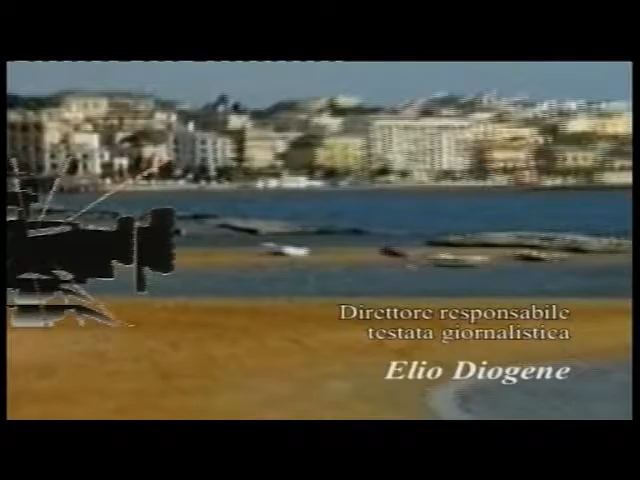 Direttore responsabile
testata giornalistica
Elio Diogene